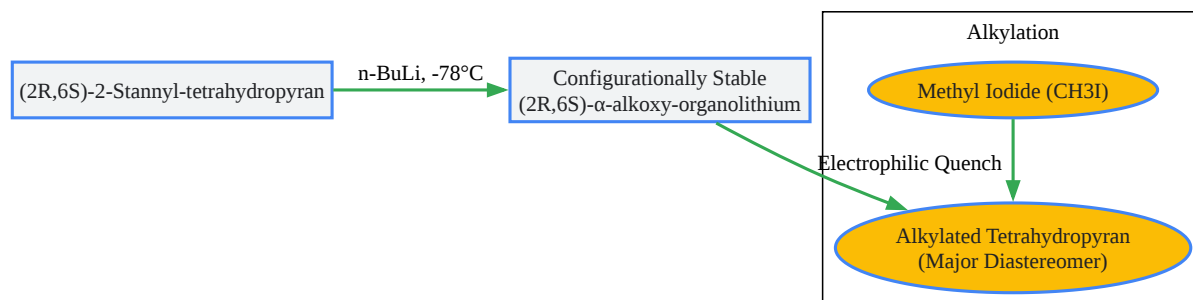 Alkylation
(2R,6S)-2-Stannyl-tetrahydropyran
n-BuLi, -78°C
Configurationally Stable
(2R,6S)-α-alkoxy-organolithium
Methyl Iodide (CH3I)
Electrophilic Quench
Alkylated Tetrahydropyran
(Major Diastereomer)